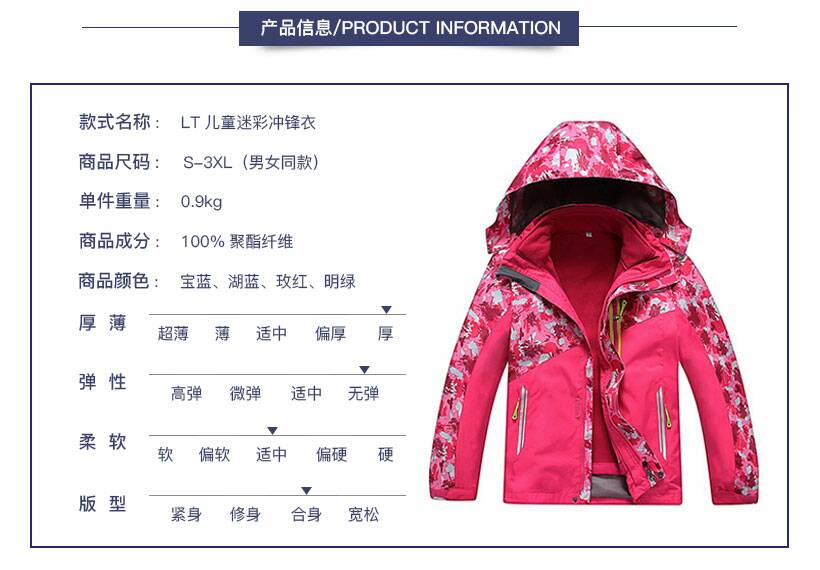 产品信息/PRODUCT INFORMATION
款式名称： LT 儿童迷彩冲锋衣
商品尺码： S-3XL（男女同款）
单件重量： 0.9kg
商品成分： 100% 聚酯纤维
商品颜色： 宝蓝、湖蓝、玫红、明绿
厚 薄
超薄 薄 适中 偏厚 厚
弹 性
高弹 微弹 适中 无弹
柔 软
软 偏软 适中 偏硬 硬
版 型
紧身 修身 合身 宽松